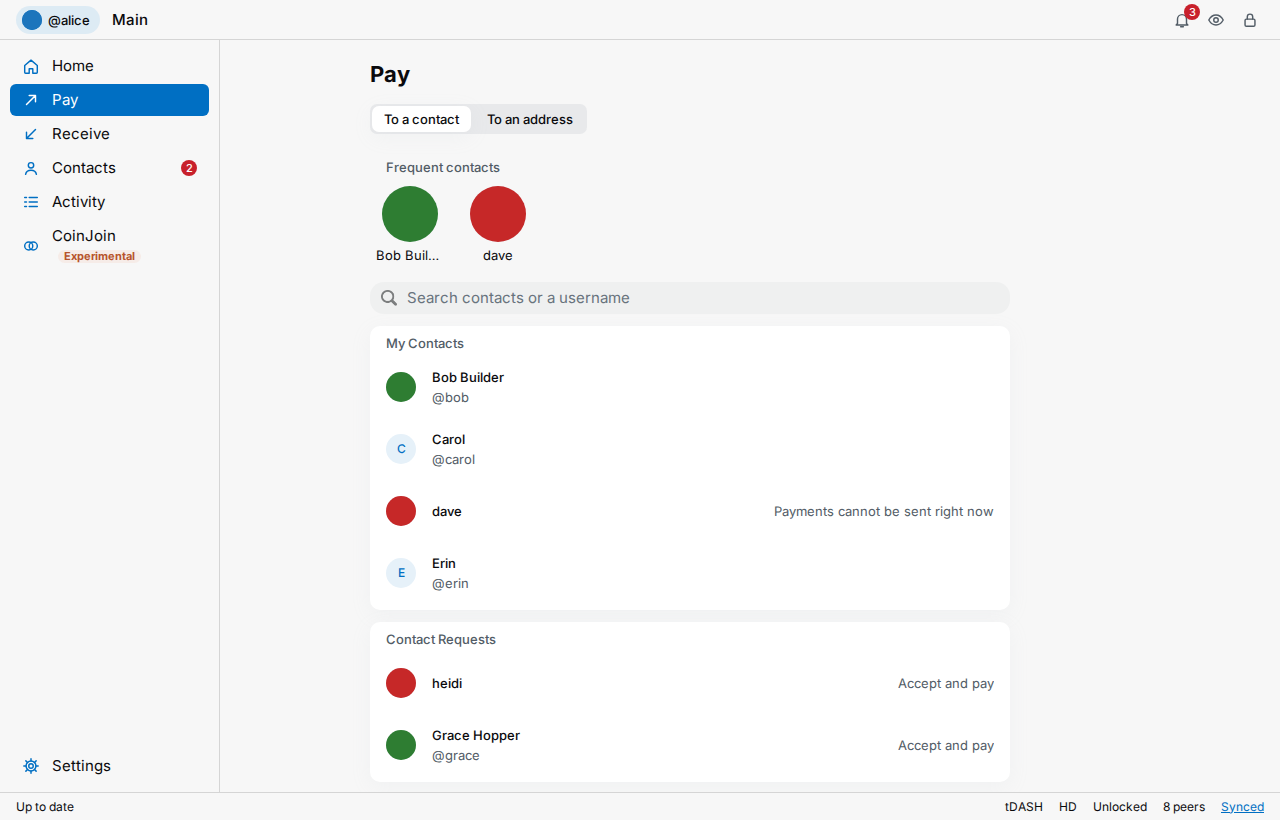 @alice Main 3
Home
Pay
Receive
Contacts 2
Activity
CoinJoin
Experimental
Settings
Pay
To a contact To an address
Frequent contacts
Bob Buil... dave
Search contacts or a username
My Contacts
Bob Builder
@bob
C Carol
@carol
dave Payments cannot be sent right now
E Erin
@erin
Contact Requests
heidi Accept and pay
Grace Hopper
@grace Accept and pay
Up to date tDASH HD Unlocked 8 peers Synced